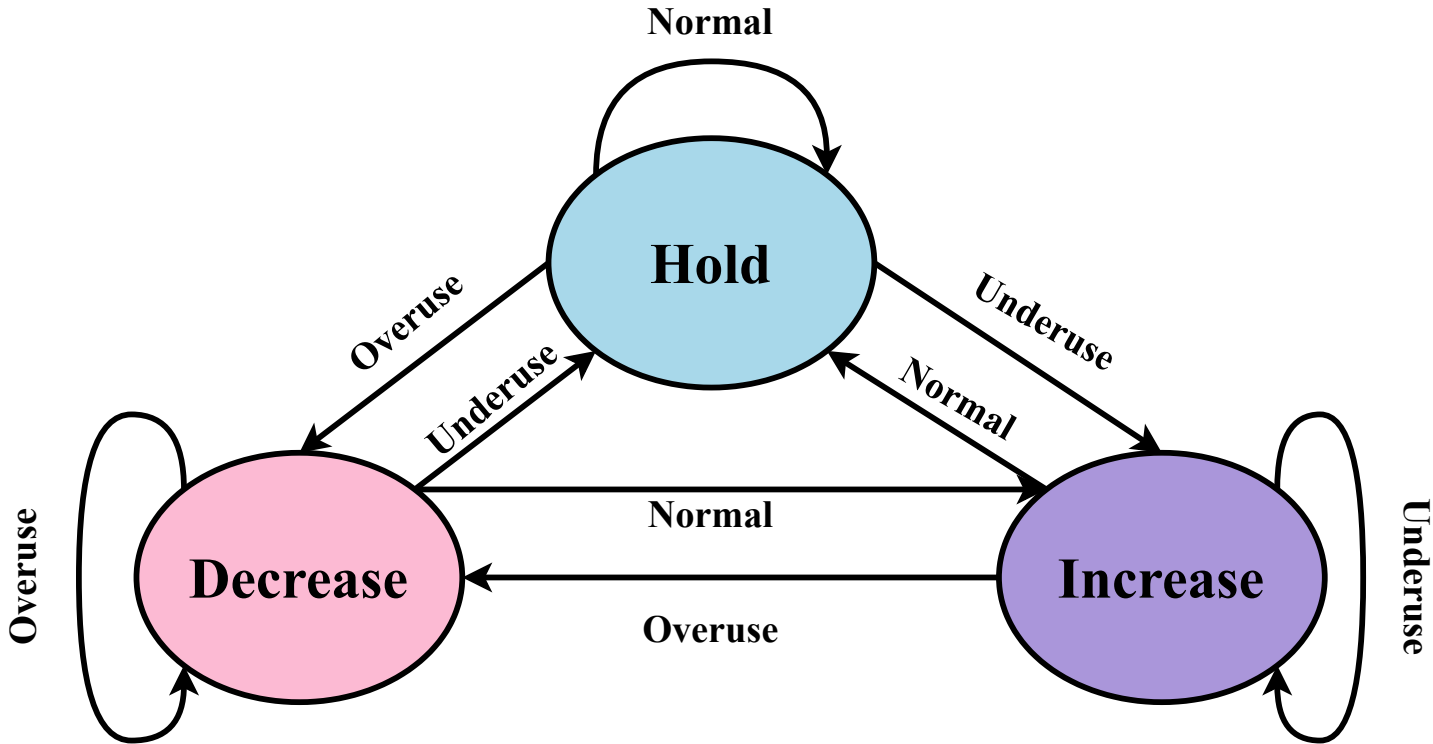 Normal
Hold
Overuse
Underuse
Underuse
Normal
Normal
Overuse
Decrease
Increase
Underuse
Overuse